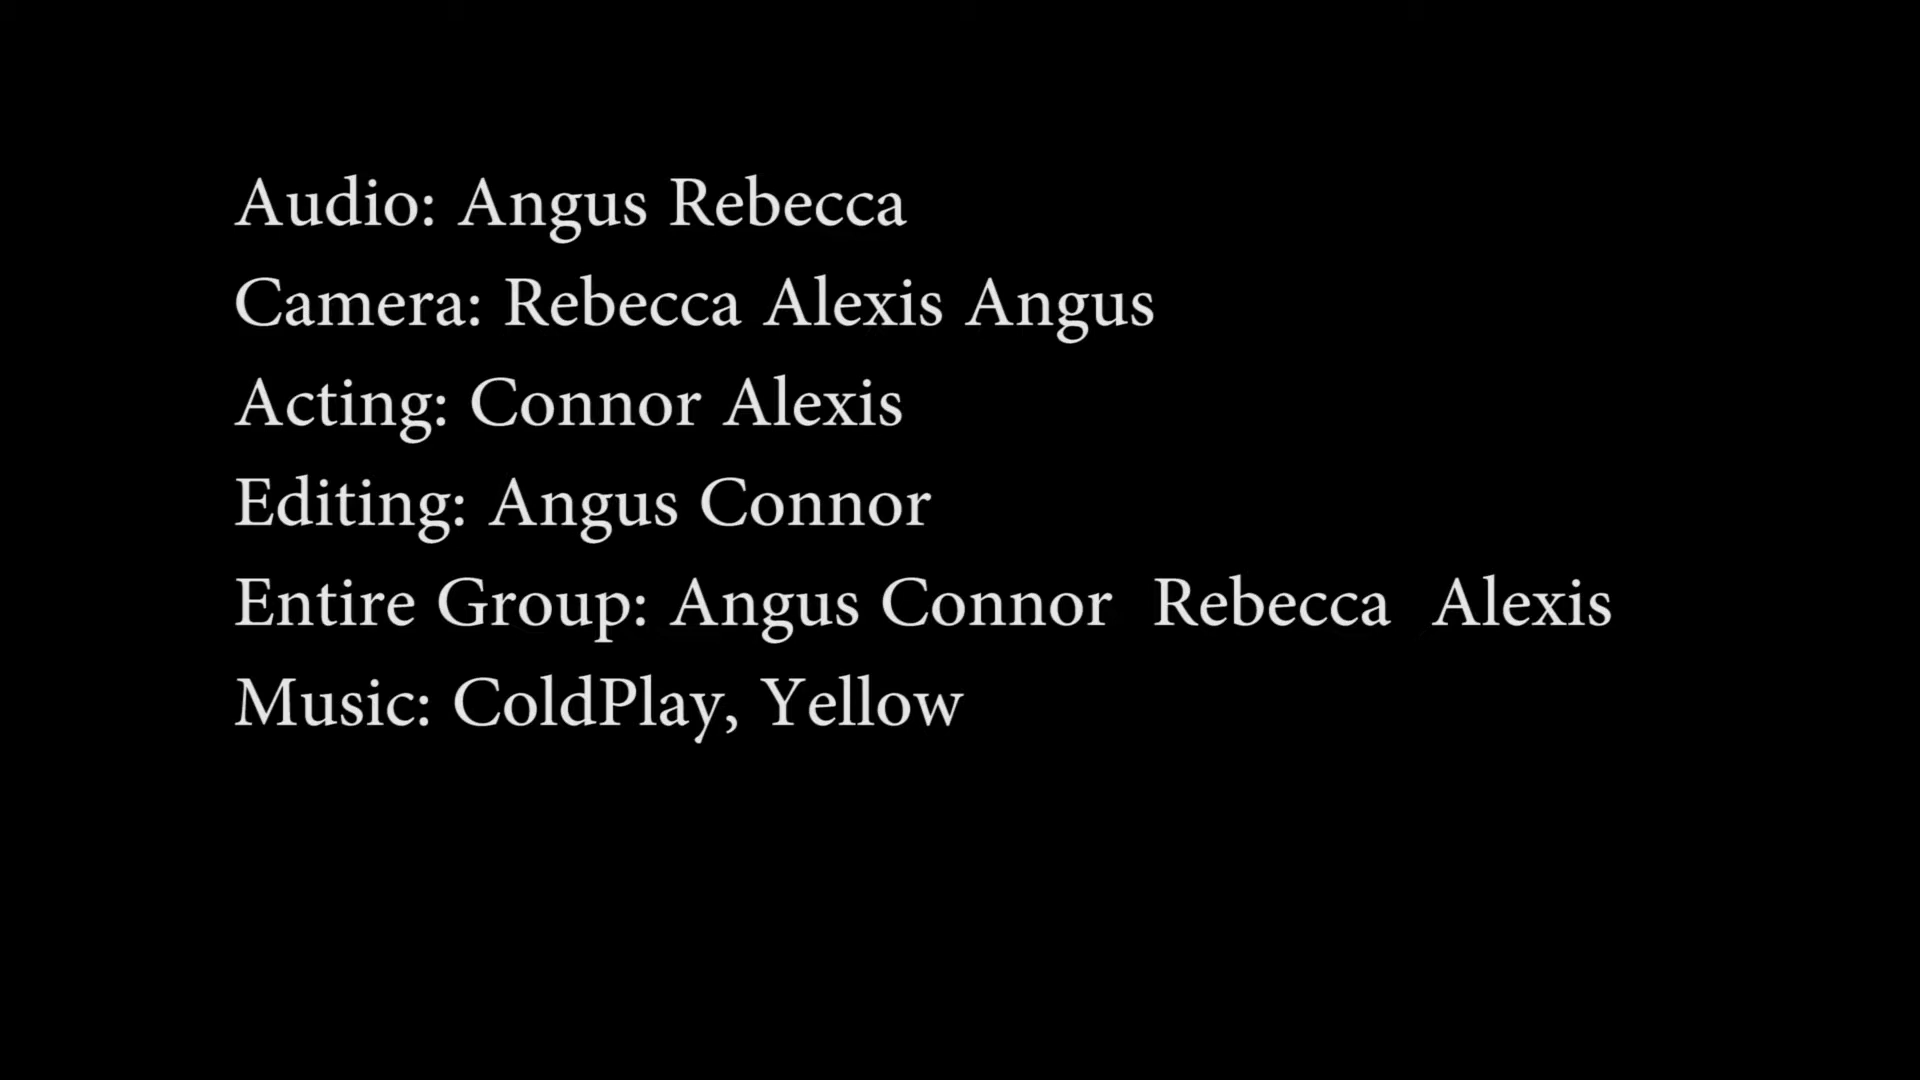 Audio: Angus Rebecca
Camera: Rebecca Alexis Angus
Acting: Connor Alexis
Editing: Angus Connor
Entire Group: Angus Connor  Rebecca  Alexis
Music: ColdPlay, Yellow